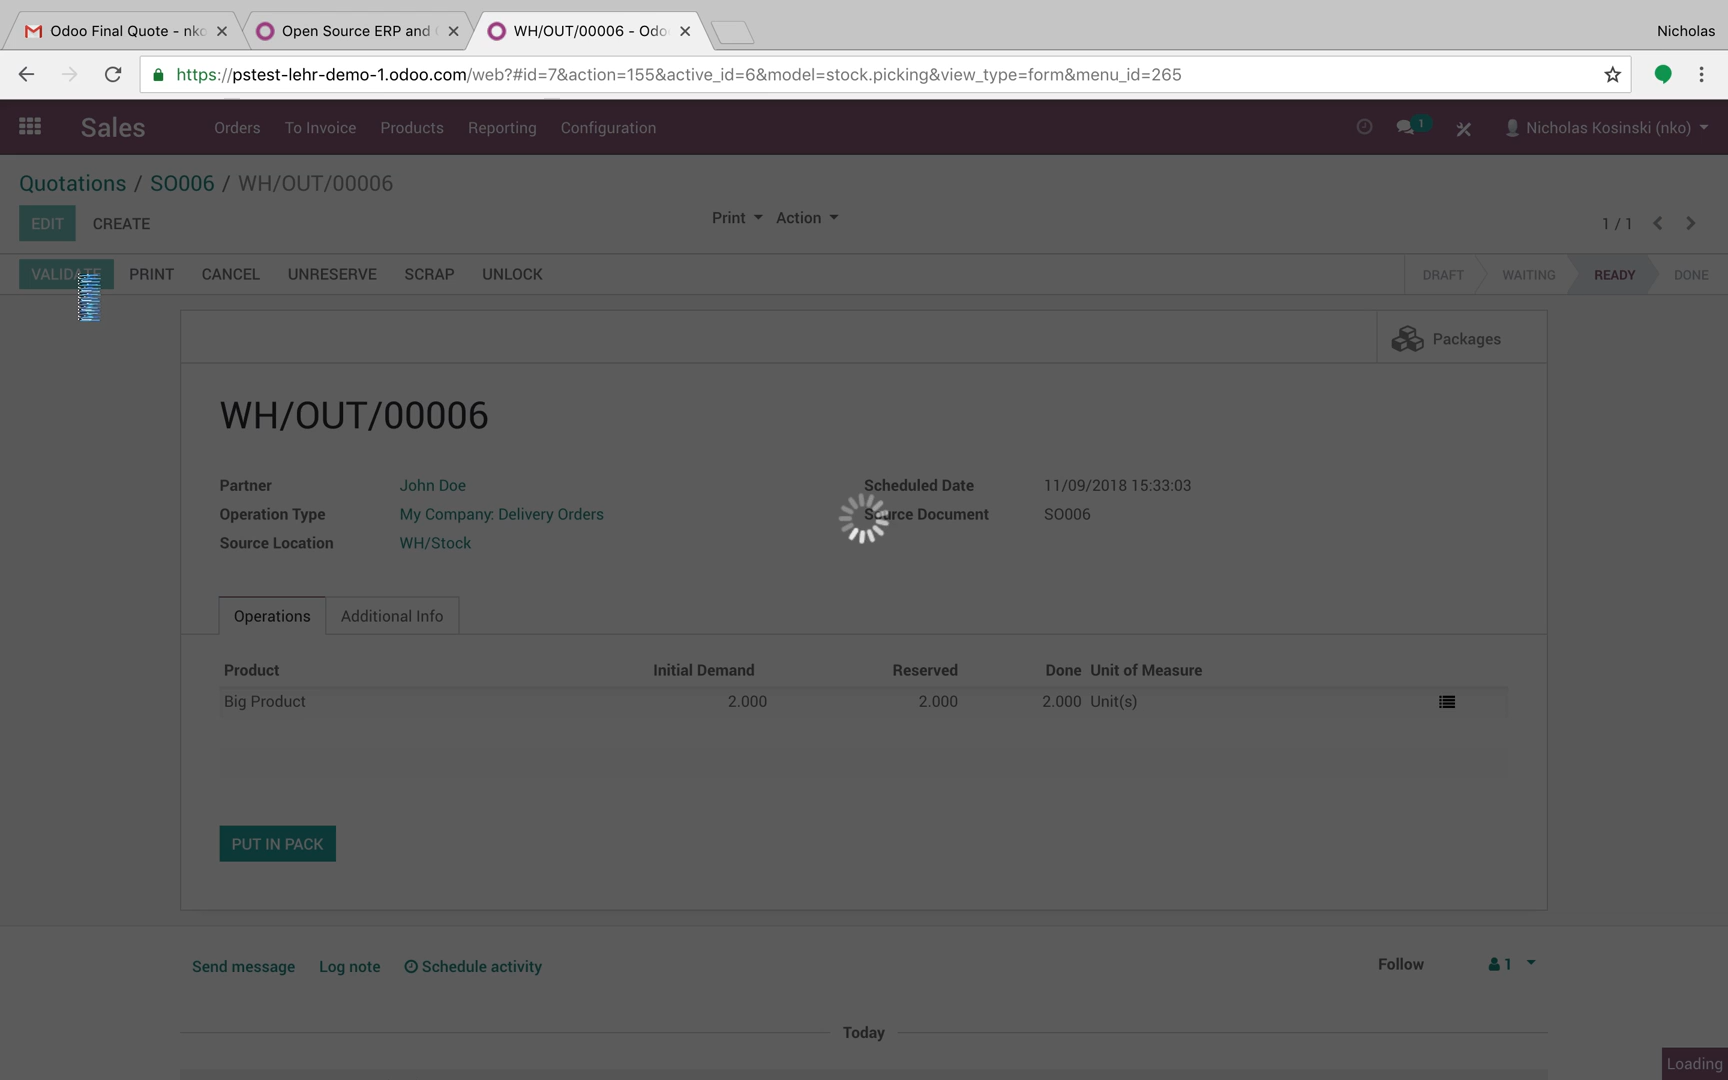 Odoo Final Quote - nko
Open Source ERP and
WH/OUT/00006 - Odo
Nicholas
https://pstest-lehr-demo-1.odoo.com/web?#id=7&action=155&active_id=6&model=stock.picking&view_type=form&menu_id=265
Sales Orders To Invoice Products Reporting Configuration 1 Nicholas Kosinski (nko)
Quotations / SO006 / WH/OUT/00006
EDIT CREATE Print Action 1 / 1
VALIDATE PRINT CANCEL UNRESERVE SCRAP UNLOCK DRAFT WAITING READY DONE
Packages
WH/OUT/00006
Partner John Doe Scheduled Date 11/09/2018 15:33:03
Operation Type My Company: Delivery Orders Source Document SO006
Source Location WH/Stock
Operations Additional Info
Product Initial Demand Reserved Done Unit of Measure
Big Product 2.000 2.000 2.000 Unit(s)
PUT IN PACK
Send message Log note Schedule activity Follow 1
Today
Loading